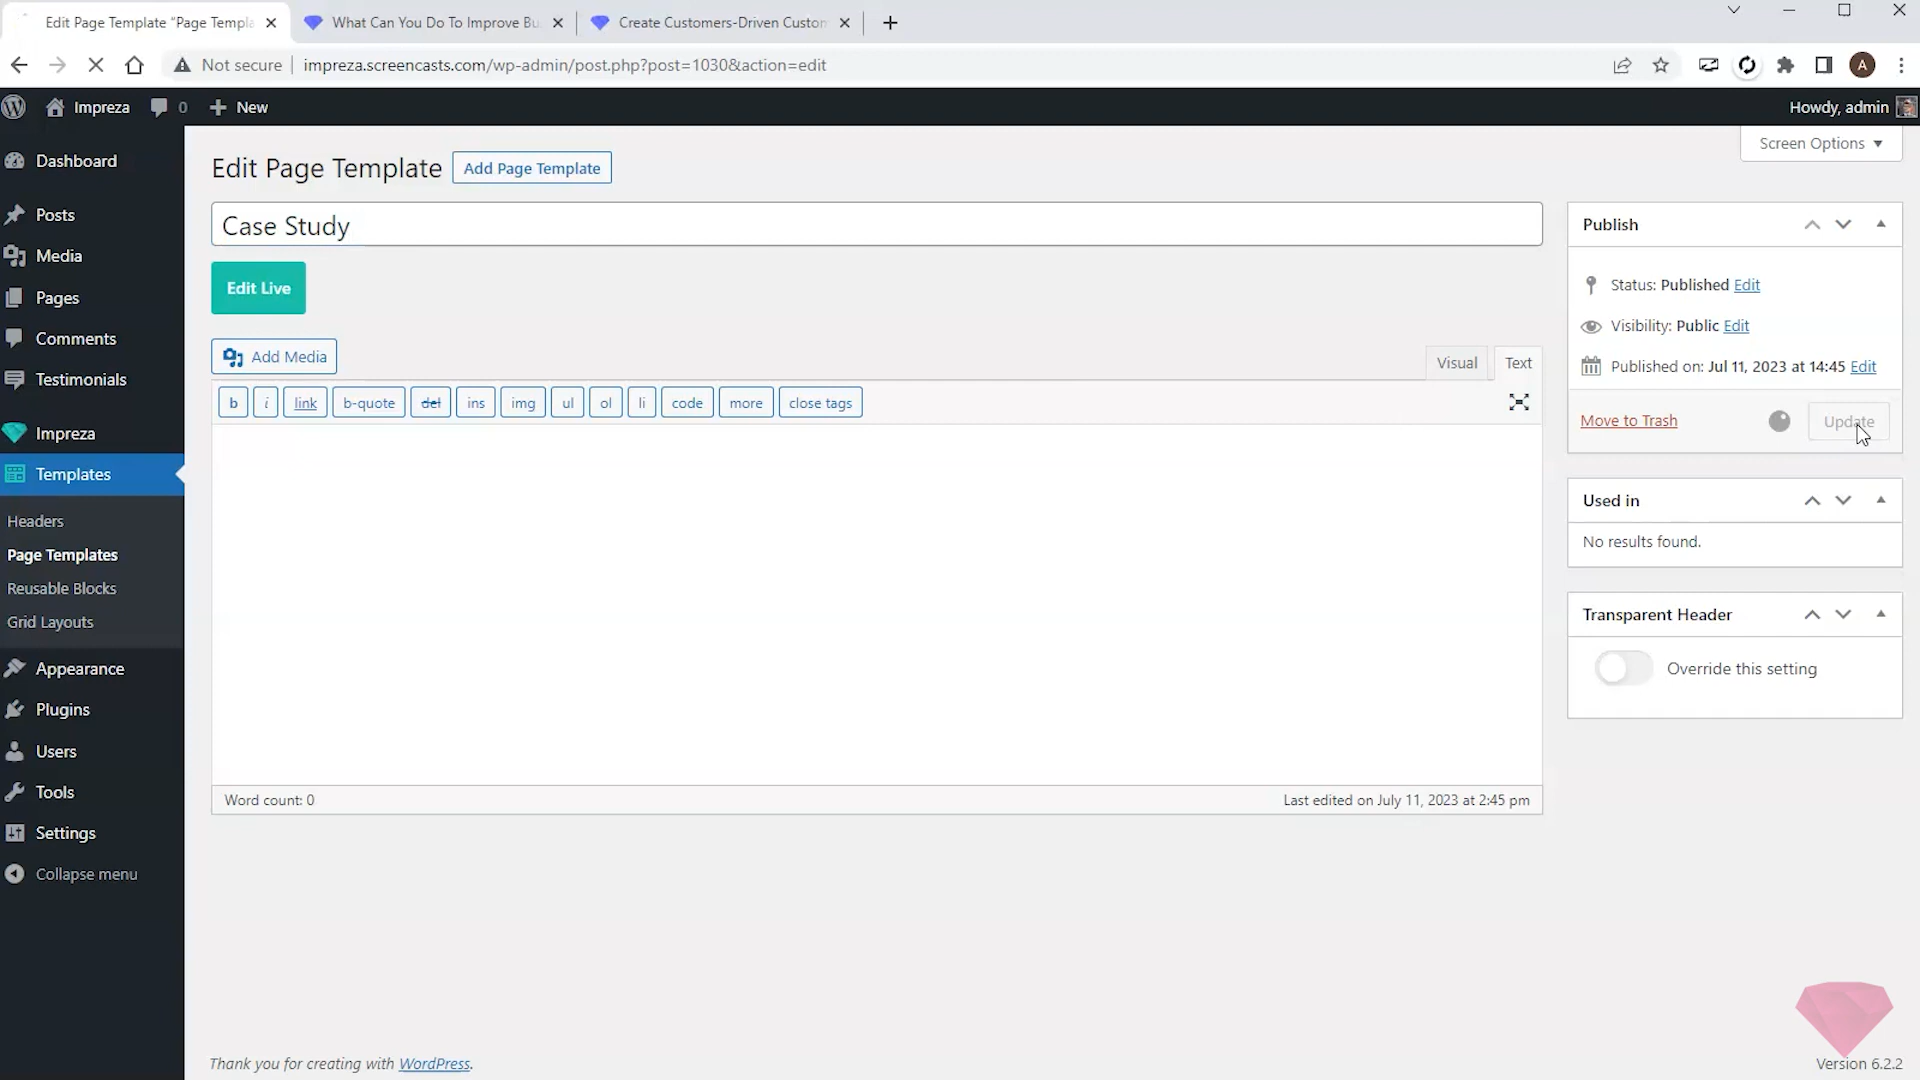 Edit Page Template "Page Templa
What Can You Do To Improve Bu
Create Customers-Driven Custom
Not secure
impreza.screencasts.com/wp-admin/post.php?post=1030&action=edit
A
Impreza
0
New
Howdy, admin
Screen Options
Dashboard
Posts
Media
Pages
Comments
Testimonials
Impreza
Templates
Headers
Page Templates
Reusable Blocks
Grid Layouts
Appearance
Plugins
Users
Tools
Settings
Collapse menu
Edit Page Template
Add Page Template
Case Study
Edit Live
Add Media
Visual
Text
b
i
link
b-quote
del
ins
img
ul
ol
li
code
more
close tags
Word count: 0
Last edited on July 11, 2023 at 2:45 pm
Publish
Status: Published Edit
Visibility: Public Edit
Published on: Jul 11, 2023 at 14:45 Edit
Move to Trash
Update
Used in
No results found.
Transparent Header
Override this setting
Thank you for creating with WordPress.
Version 6.2.2